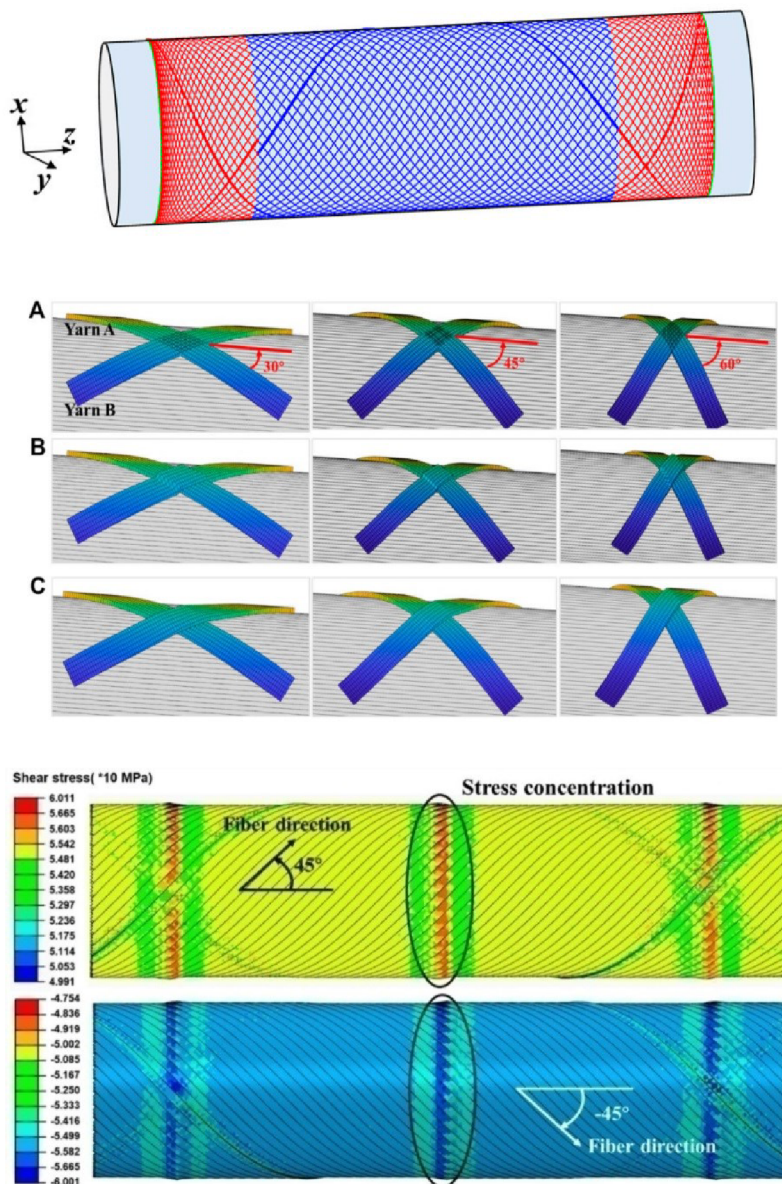 x
z
y
A
Yarn A
Yarn B
30°
45°
60°
B
C
Shear stress( *10 MPa)
6.011
5.665
5.603
5.542
5.481
5.420
5.358
5.297
5.236
5.175
5.114
5.053
4.991
Stress concentration
Fiber direction
45°
-4.754
-4.836
-4.919
-5.002
-5.085
-5.167
-5.250
-5.333
-5.416
-5.499
-5.582
-5.665
-6.001
-45°
Fiber direction